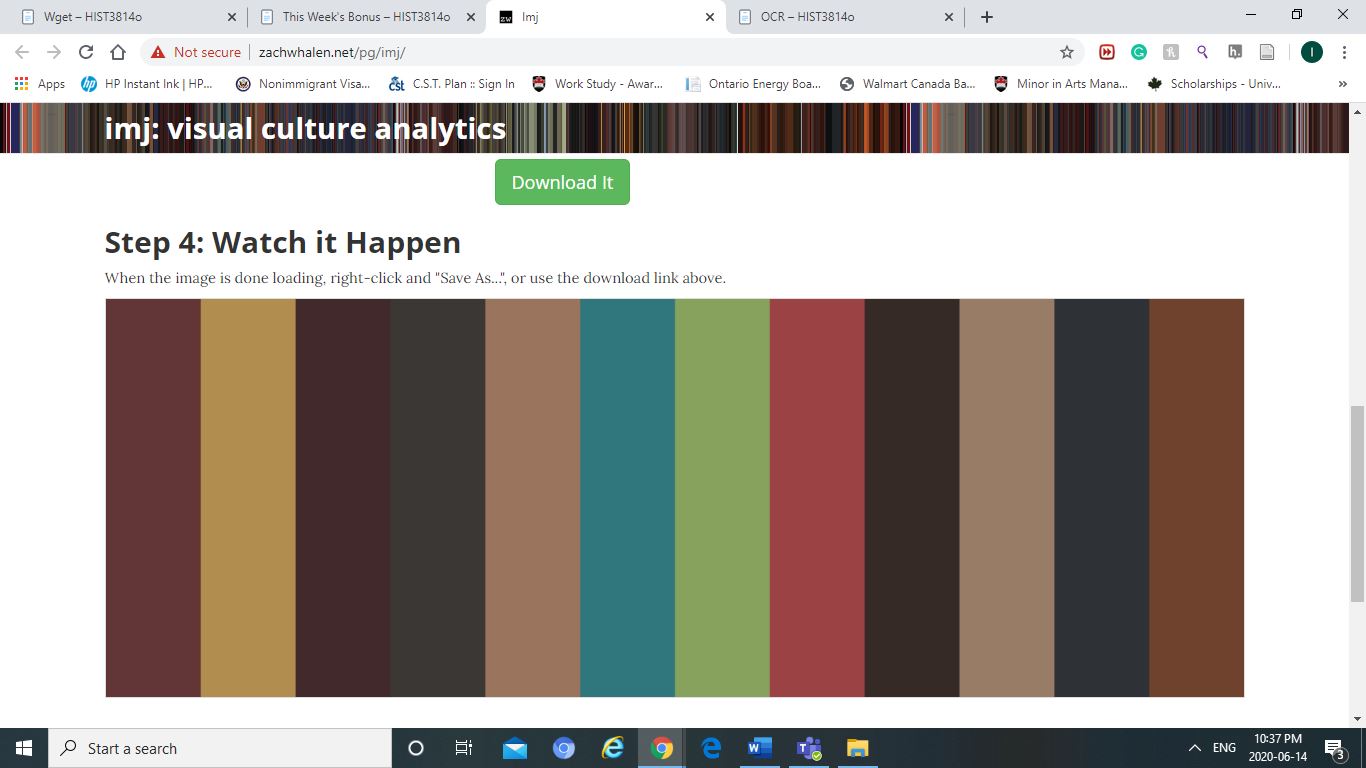 Wget – HIST3814o
This Week's Bonus – HIST3814o
Imj
OCR – HIST3814o
Not secure
zachwhalen.net/pg/imj/
Apps
HP Instant Ink | HP...
Nonimmigrant Visa...
C.S.T. Plan :: Sign In
Work Study - Awar...
Ontario Energy Boa...
Walmart Canada Ba...
Minor in Arts Mana...
Scholarships - Univ...
»
imj: visual culture analytics
Download It
Step 4: Watch it Happen
When the image is done loading, right-click and "Save As...", or use the download link above.
Start a search
ENG
10:37 PM
2020-06-14
3